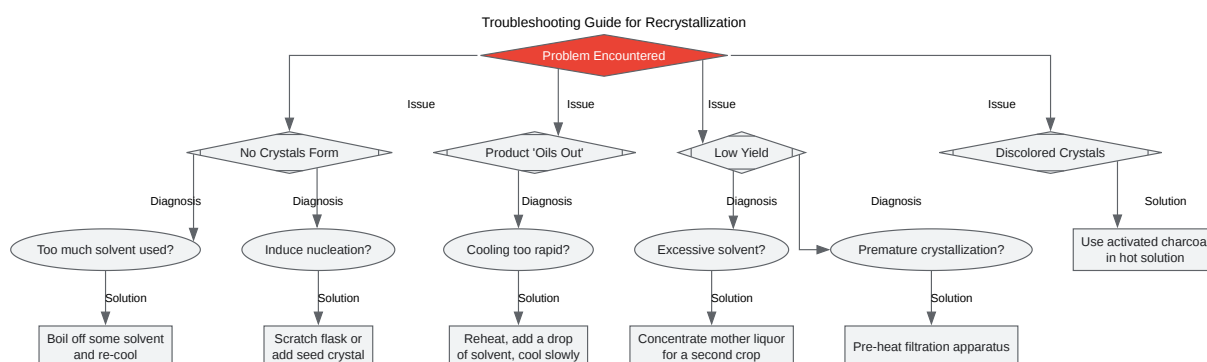 Troubleshooting Guide for Recrystallization
Problem Encountered
Issue
Issue
Issue
Issue
No Crystals Form
Product 'Oils Out'
Low Yield
Discolored Crystals
Diagnosis
Diagnosis
Diagnosis
Diagnosis
Diagnosis
Solution
Too much solvent used?
Induce nucleation?
Cooling too rapid?
Excessive solvent?
Premature crystallization?
Use activated charcoa
in hot solution
Solution
Solution
Solution
Solution
Solution
Boil off some solvent
and re-cool
Scratch flask or
add seed crystal
Reheat, add a drop
of solvent, cool slowly
Concentrate mother liquor
for a second crop
Pre-heat filtration apparatus